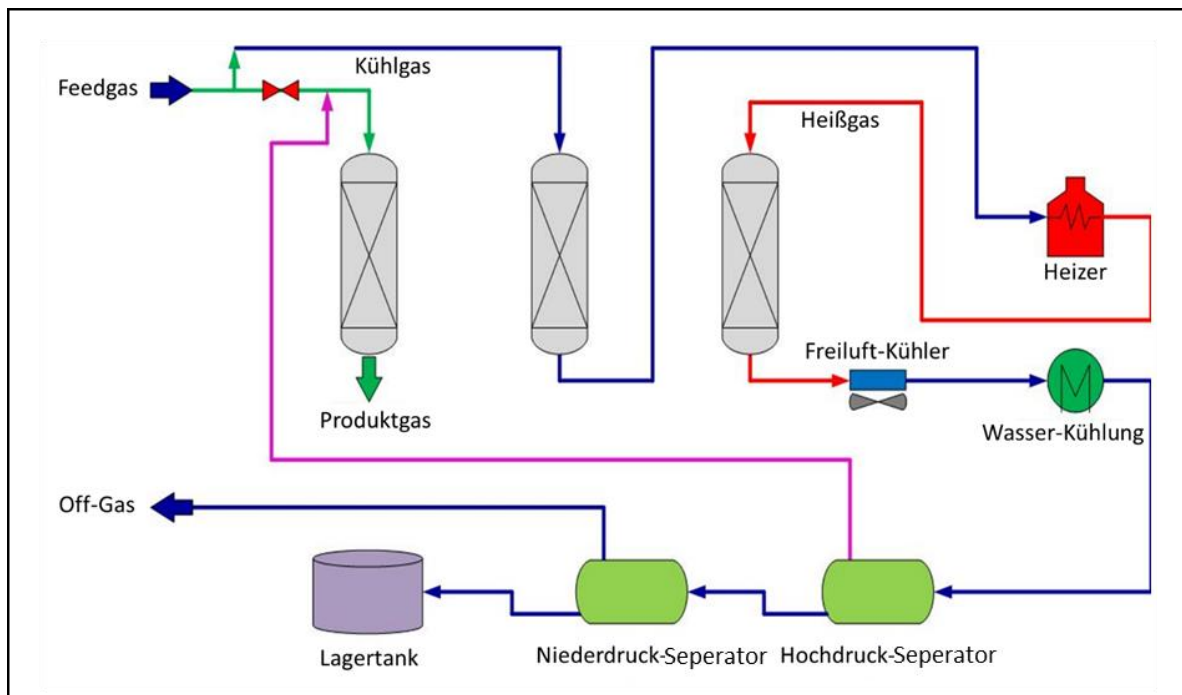 Kühlgas
Feedgas
Heißgas
Heizer
Freiluft-Kühler
Produktgas
Wasser-Kühlung
Off-Gas
Lagertank
Niederdruck-Seperator
Hochdruck-Seperator